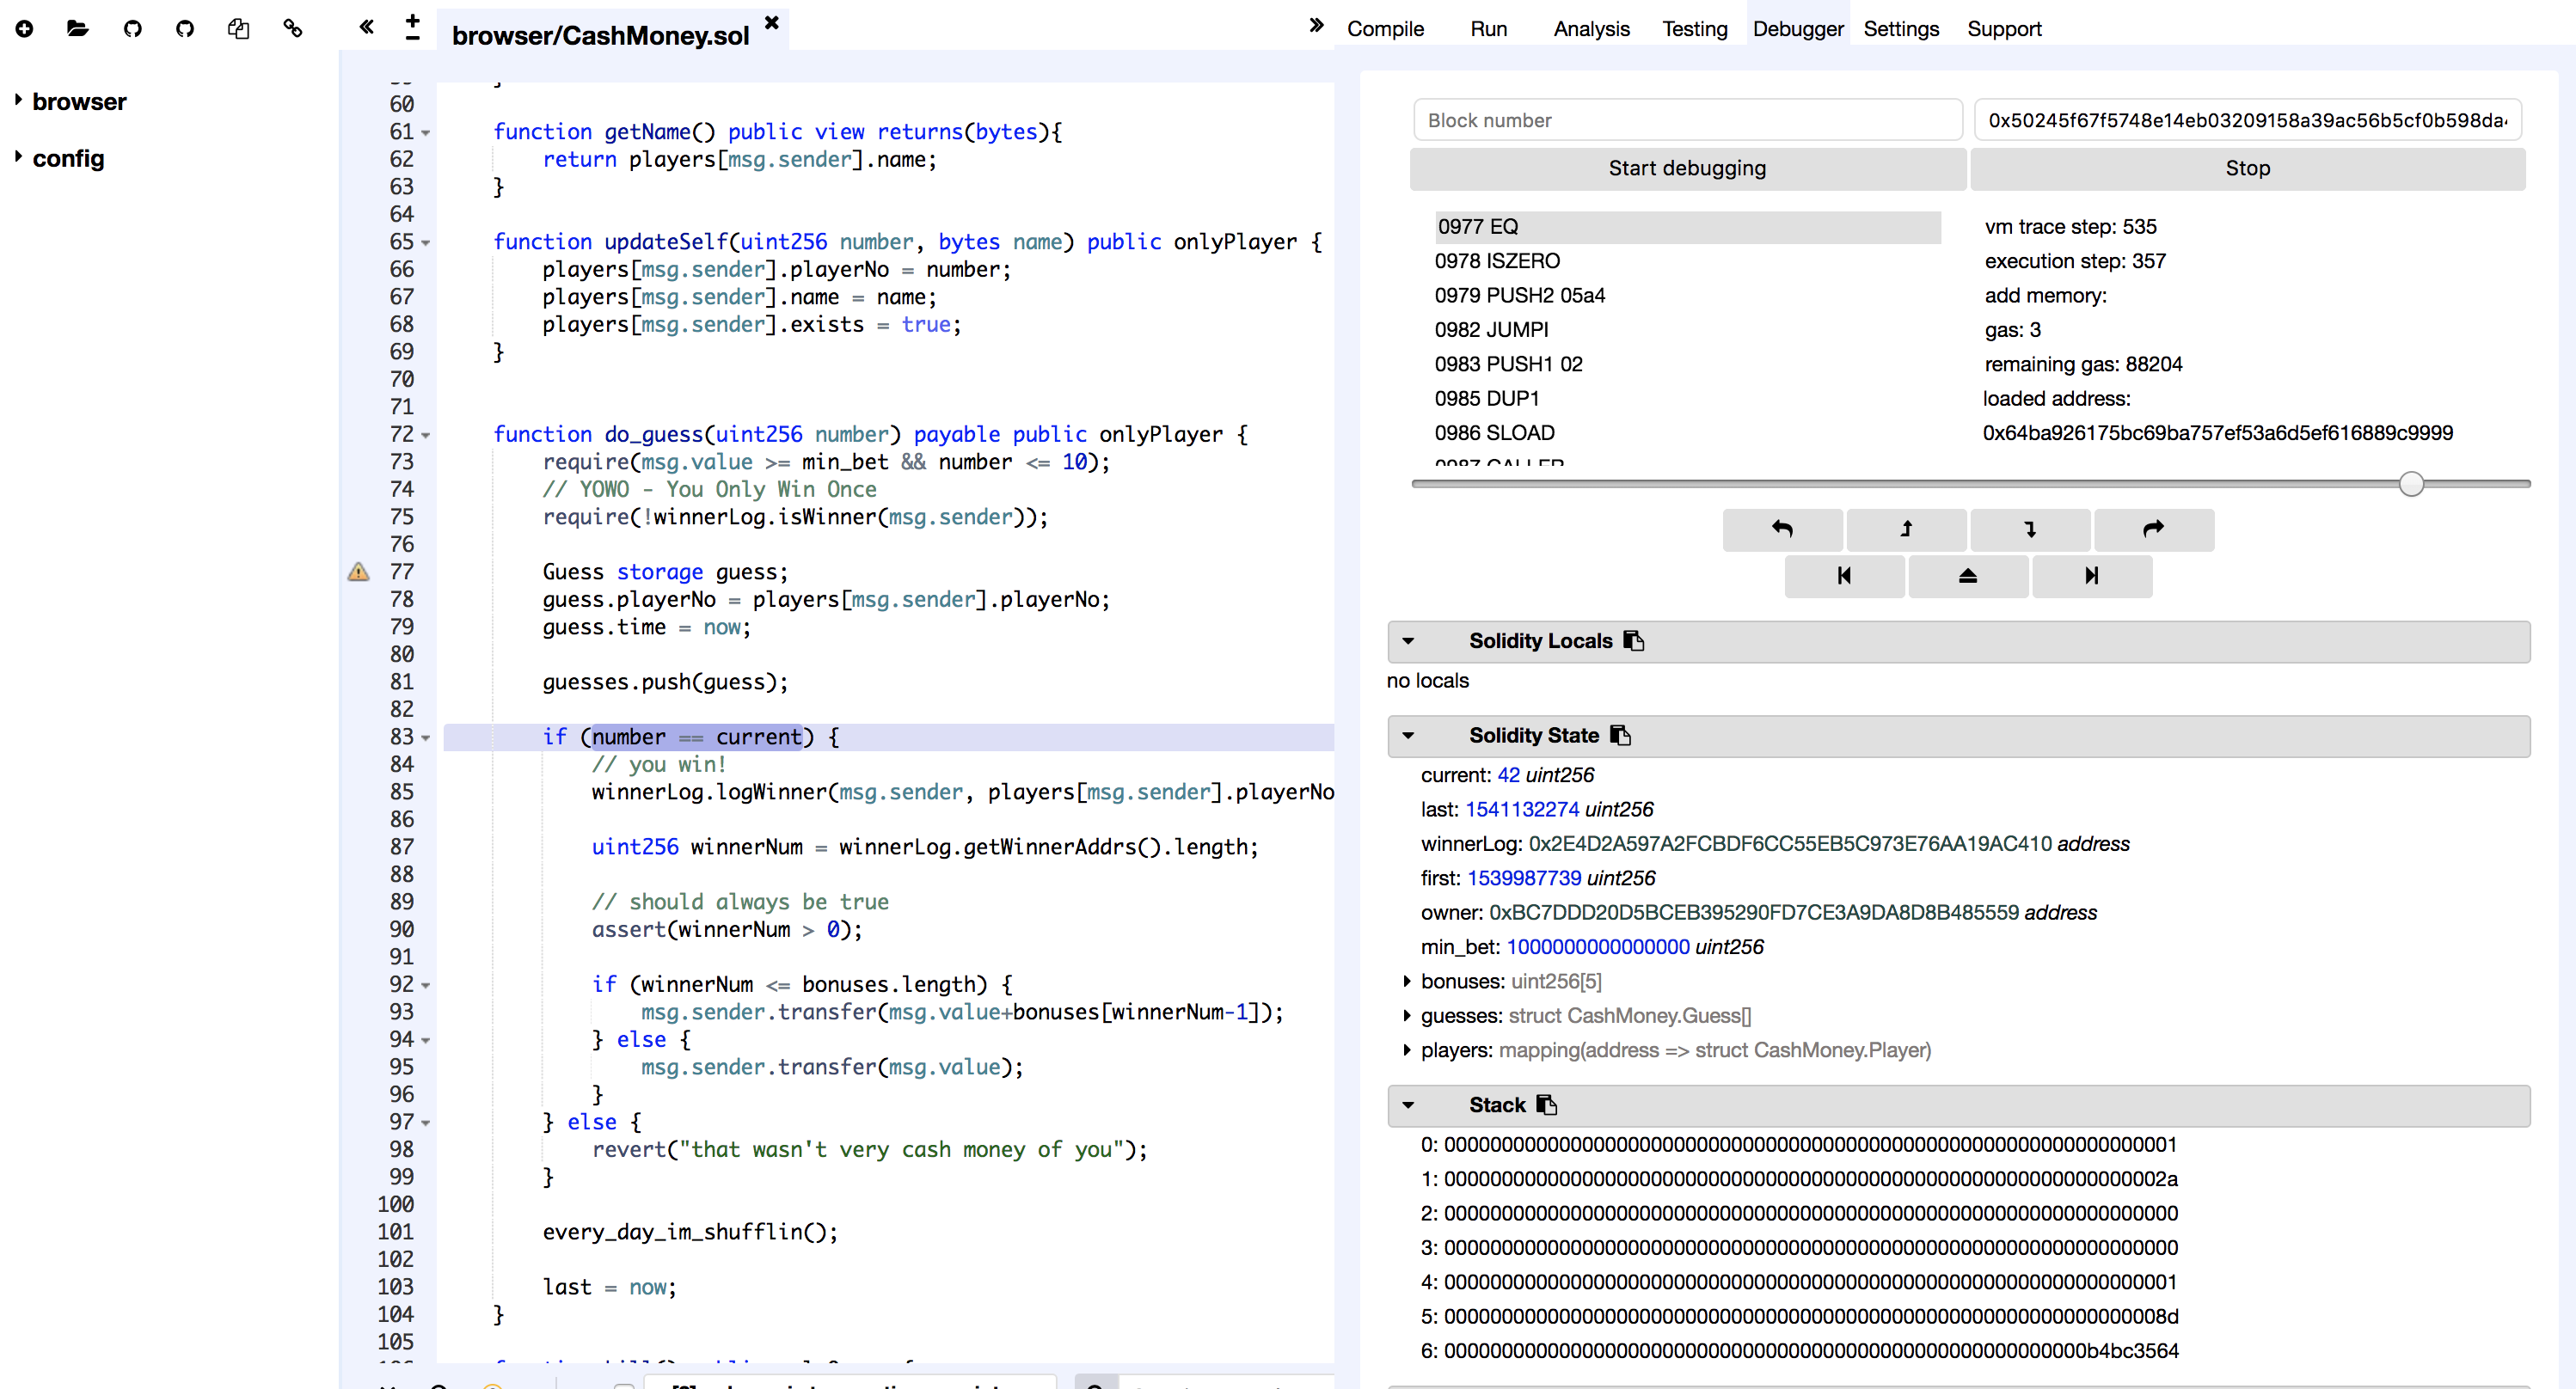 browser/CashMoney.sol
Compile
Run
Analysis
Testing
Debugger
Settings
Support
browser
config
60
61 function getName() public view returns(bytes){
62 return players[msg.sender].name;
63 }
64
65 function updateSelf(uint256 number, bytes name) public onlyPlayer {
66 players[msg.sender].playerNo = number;
67 players[msg.sender].name = name;
68 players[msg.sender].exists = true;
69 }
70
71
72 function do_guess(uint256 number) payable public onlyPlayer {
73 require(msg.value >= min_bet && number <= 10);
74 // YOWO - You Only Win Once
75 require(!winnerLog.isWinner(msg.sender));
76
77 Guess storage guess;
78 guess.playerNo = players[msg.sender].playerNo;
79 guess.time = now;
80
81 guesses.push(guess);
82
83 if (number == current) {
84 // you win!
85 winnerLog.logWinner(msg.sender, players[msg.sender].playerNo
86
87 uint256 winnerNum = winnerLog.getWinnerAddrs().length;
88
89 // should always be true
90 assert(winnerNum > 0);
91
92 if (winnerNum <= bonuses.length) {
93 msg.sender.transfer(msg.value+bonuses[winnerNum-1]);
94 } else {
95 msg.sender.transfer(msg.value);
96 }
97 } else {
98 revert("that wasn't very cash money of you");
99 }
100
101 every_day_im_shufflin();
102
103 last = now;
104 }
105
Block number
0x50245f67f5748e14eb03209158a39ac56b5cf0b598da
Start debugging
Stop
0977 EQ
0978 ISZERO
0979 PUSH2 05a4
0982 JUMPI
0983 PUSH1 02
0985 DUP1
0986 SLOAD
0987 CALLER
vm trace step: 535
execution step: 357
add memory:
gas: 3
remaining gas: 88204
loaded address:
0x64ba926175bc69ba757ef53a6d5ef616889c9999
Solidity Locals
no locals
Solidity State
current: 42 uint256
last: 1541132274 uint256
winnerLog: 0x2E4D2A597A2FCBDF6CC55EB5C973E76AA19AC410 address
first: 1539987739 uint256
owner: 0xBC7DDD20D5BCEB395290FD7CE3A9DA8D8B485559 address
min_bet: 1000000000000000 uint256
bonuses: uint256[5]
guesses: struct CashMoney.Guess[]
players: mapping(address => struct CashMoney.Player)
Stack
0: 0000000000000000000000000000000000000000000000000000000000000001
1: 000000000000000000000000000000000000000000000000000000000000002a
2: 0000000000000000000000000000000000000000000000000000000000000000
3: 0000000000000000000000000000000000000000000000000000000000000000
4: 0000000000000000000000000000000000000000000000000000000000000001
5: 000000000000000000000000000000000000000000000000000000000000008d
6: 00000000000000000000000000000000000000000000000000000000b4bc3564